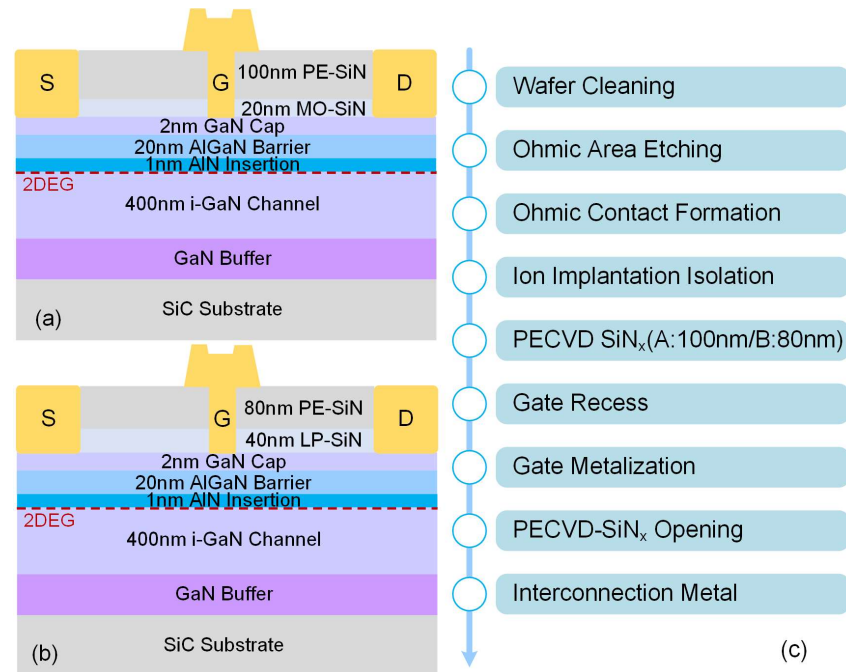 S
G
D
100nm PE-SiN
20nm MO-SiN
2nm GaN Cap
20nm AlGaN Barrier
1nm AlN Insertion
2DEG
400nm i-GaN Channel
GaN Buffer
SiC Substrate
(a)
S
G
D
80nm PE-SiN
40nm LP-SiN
2nm GaN Cap
20nm AlGaN Barrier
1nm AlN Insertion
2DEG
400nm i-GaN Channel
GaN Buffer
SiC Substrate
(b)
Wafer Cleaning
Ohmic Area Etching
Ohmic Contact Formation
Ion Implantation Isolation
PECVD SiNₓ(A:100nm/B:80nm)
Gate Recess
Gate Metalization
PECVD-SiNₓ Opening
Interconnection Metal
(c)